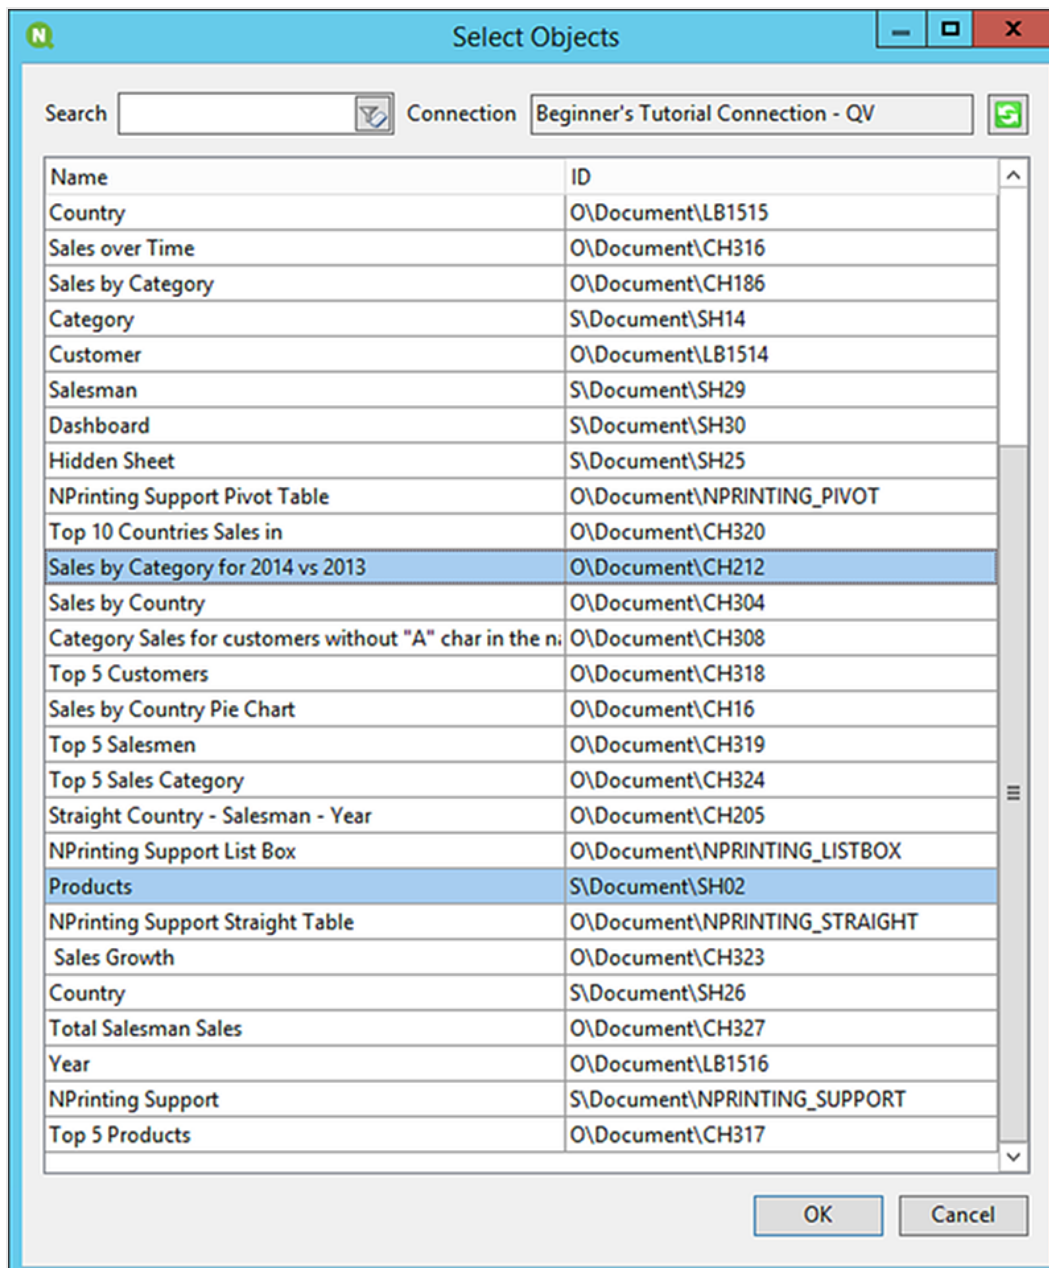 N
Select Objects
Search Connection Beginner's Tutorial Connection - QV
Name ID
Country O\Document\LB1515
Sales over Time O\Document\CH316
Sales by Category O\Document\CH186
Category S\Document\SH14
Customer O\Document\LB1514
Salesman S\Document\SH29
Dashboard S\Document\SH30
Hidden Sheet S\Document\SH25
NPrinting Support Pivot Table O\Document\NPRINTING_PIVOT
Top 10 Countries Sales in O\Document\CH320
Sales by Category for 2014 vs 2013 O\Document\CH212
Sales by Country O\Document\CH304
Category Sales for customers without "A" char in the O\Document\CH308
Top 5 Customers O\Document\CH318
Sales by Country Pie Chart O\Document\CH16
Top 5 Salesmen O\Document\CH319
Top 5 Sales Category O\Document\CH324
Straight Country - Salesman - Year O\Document\CH205
NPrinting Support List Box O\Document\NPRINTING_LISTBOX
Products S\Document\SH02
NPrinting Support Straight Table O\Document\NPRINTING_STRAIGHT
Sales Growth O\Document\CH323
Country S\Document\SH26
Total Salesman Sales O\Document\CH327
Year O\Document\LB1516
NPrinting Support S\Document\NPRINTING_SUPPORT
Top 5 Products O\Document\CH317
OK Cancel